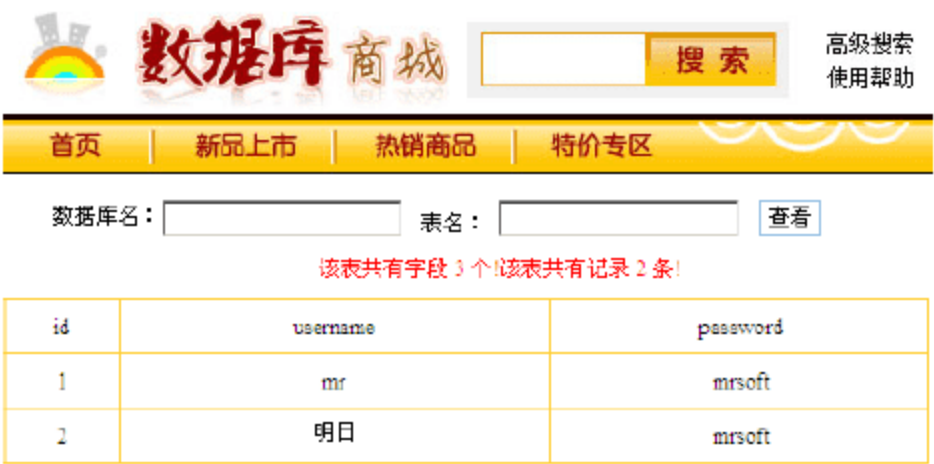 数据库 商城
搜索
高级搜索
使用帮助
首页 新品上市 热销商品 特价专区
数据库名： 表名： 查看
该表共有字段 3 个!该表共有记录 2 条!
id username password
1 mr mrsoft
2 明日 mrsoft